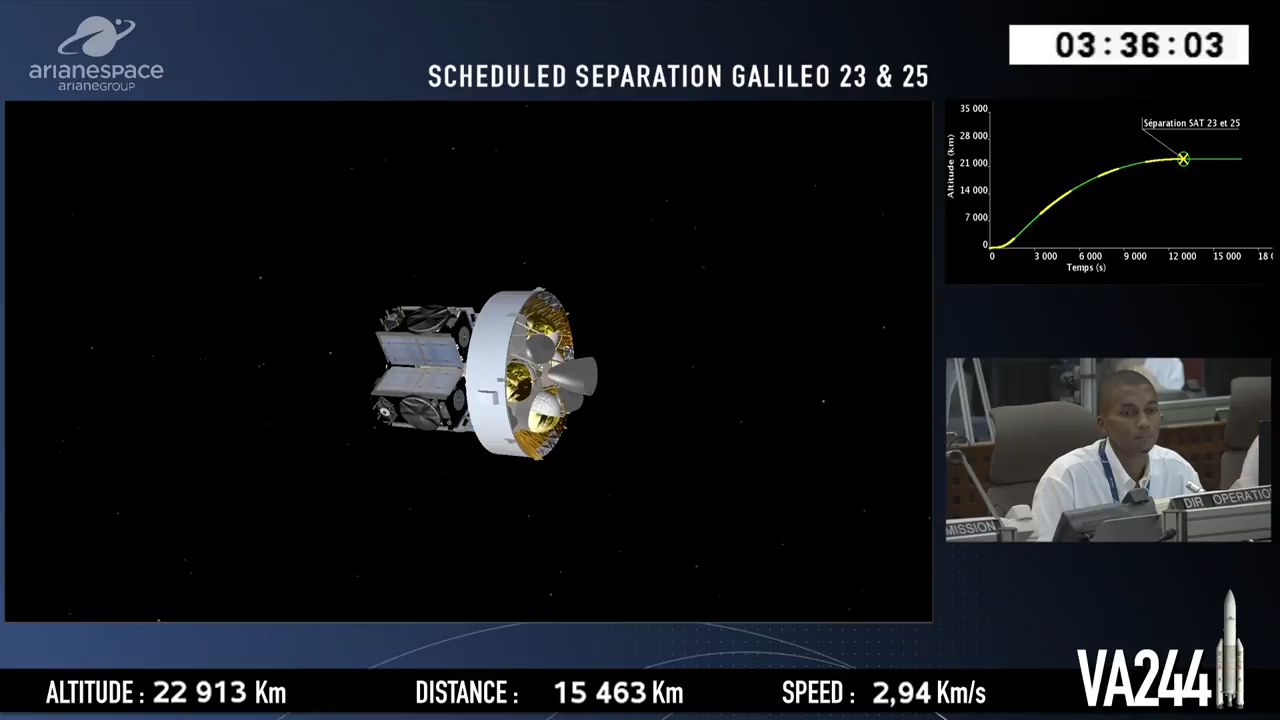 arianespace
arianeGROUP
SCHEDULED SEPARATION GALILEO 23 & 25
03:36:03
35 000
28 000
21 000
14 000
7 000
0
Altitude (km)
Séparation SAT 23 et 25
0 3 000 6 000 9 000 12 000 15 000 18 0
Temps (s)
MISSION
DIR OPERATIO
VA244
ALTITUDE : 22 913 Km
DISTANCE : 15 463 Km
SPEED : 2,94 Km/s